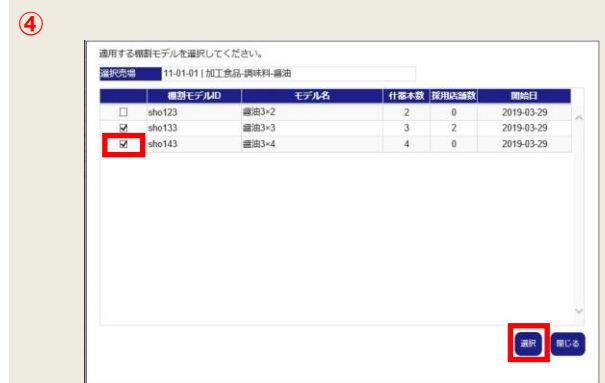 ④
適用する棚割モデルを選択してください。
選択売場 11-01-01 | 加工食品-調味料-醤油
棚割モデルID モデル名 什器本数 採用店舗数 開始日
sho123 醤油3×2 2 0 2019-03-29
sho133 醤油3×3 3 2 2019-03-29
sho143 醤油3×4 4 0 2019-03-29
選択 閉じる